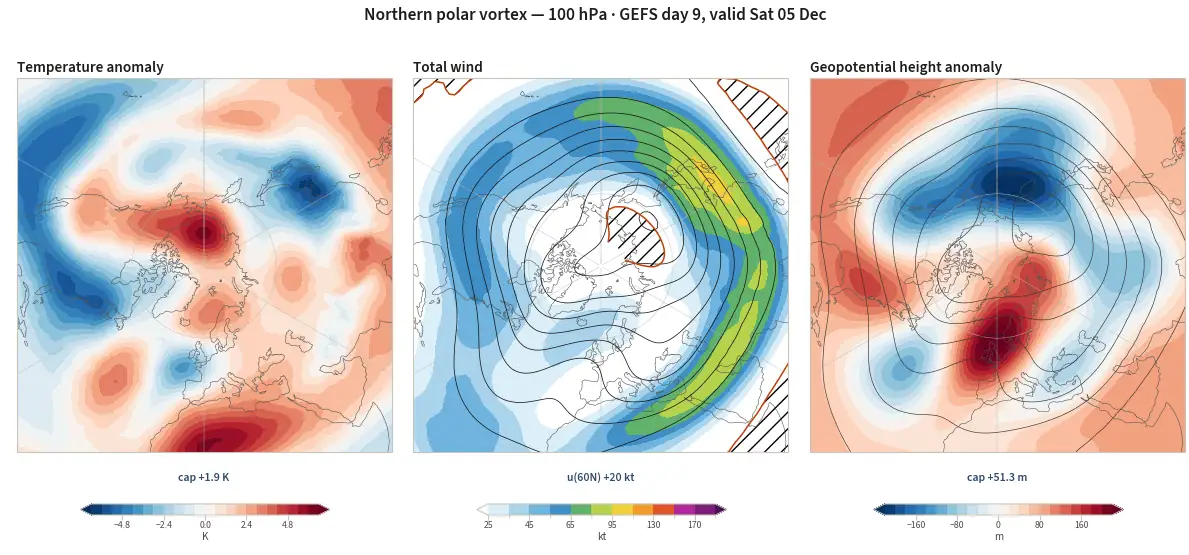 Northern polar vortex — 100 hPa · GEFS day 9, valid Sat 05 Dec
Temperature anomaly
Total wind
Geopotential height anomaly
cap +1.9 K
u(60N) +20 kt
cap +51.3 m
−4.8 −2.4 0.0 2.4 4.8
K
25 45 65 95 130 170
kt
−160 −80 0 80 160
m